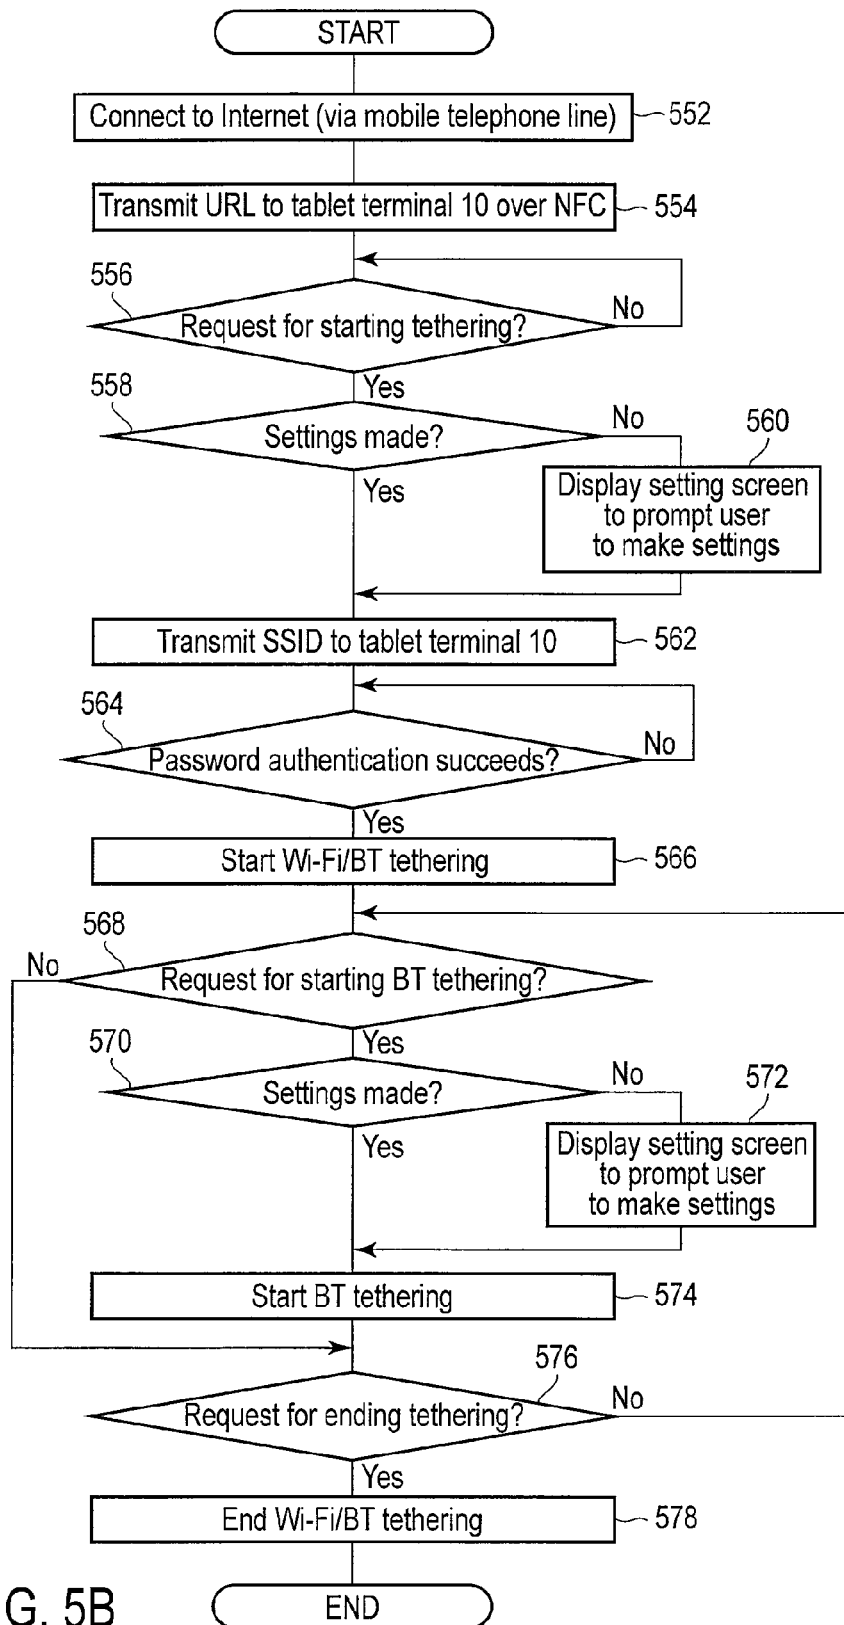 START
Connect to Internet (via mobile telephone line)
552
Transmit URL to tablet terminal 10 over NFC
554
556
Request for starting tethering?
No
Yes
558
Settings made?
No
Yes
560
Display setting screen
to prompt user
to make settings
Transmit SSID to tablet terminal 10
562
564
Password authentication succeeds?
No
Yes
Start Wi-Fi/BT tethering
566
568
No
Request for starting BT tethering?
Yes
570
Settings made?
No
Yes
572
Display setting screen
to prompt user
to make settings
Start BT tethering
574
576
Request for ending tethering?
No
Yes
End Wi-Fi/BT tethering
578
END
G. 5B